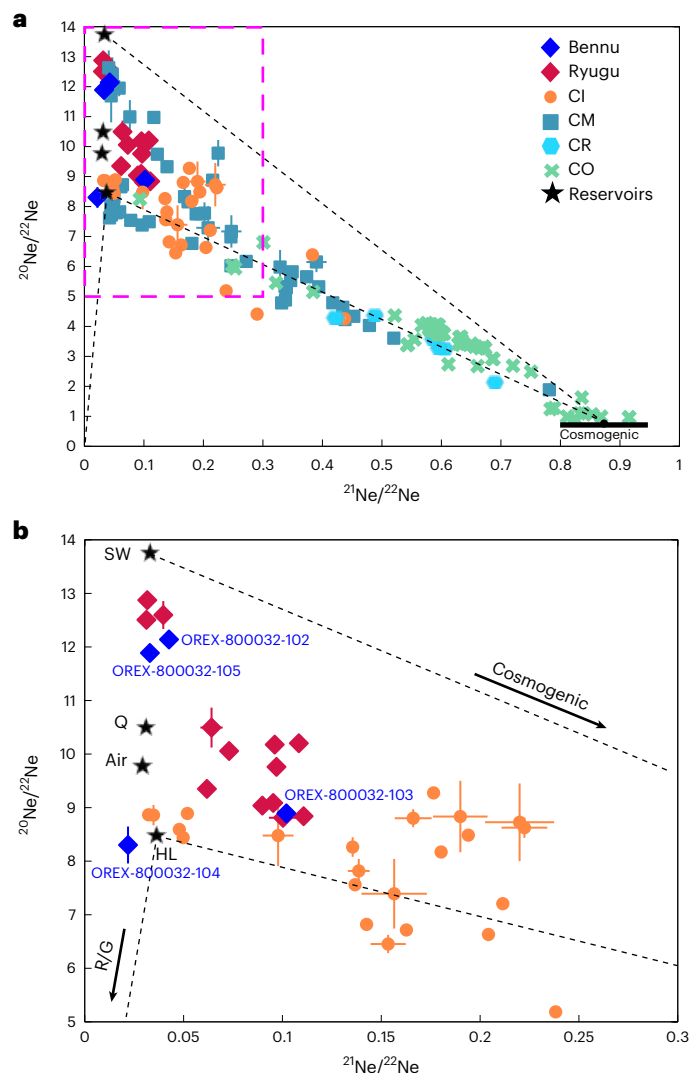 a
14
13
12
11
10
9
8
7
6
5
4
3
2
1
0
²⁰Ne/²²Ne
Bennu
Ryugu
CI
CM
CR
CO
Reservoirs
Cosmogenic
0
0.1
0.2
0.3
0.4
0.5
0.6
0.7
0.8
0.9
1
²¹Ne/²²Ne
b
14
13
12
11
10
9
8
7
6
5
²⁰Ne/²²Ne
SW
OREX-800032-102
OREX-800032-105
Cosmogenic
Q
Air
OREX-800032-103
HL
OREX-800032-104
R/G
0
0.05
0.1
0.15
0.2
0.25
0.3
²¹Ne/²²Ne